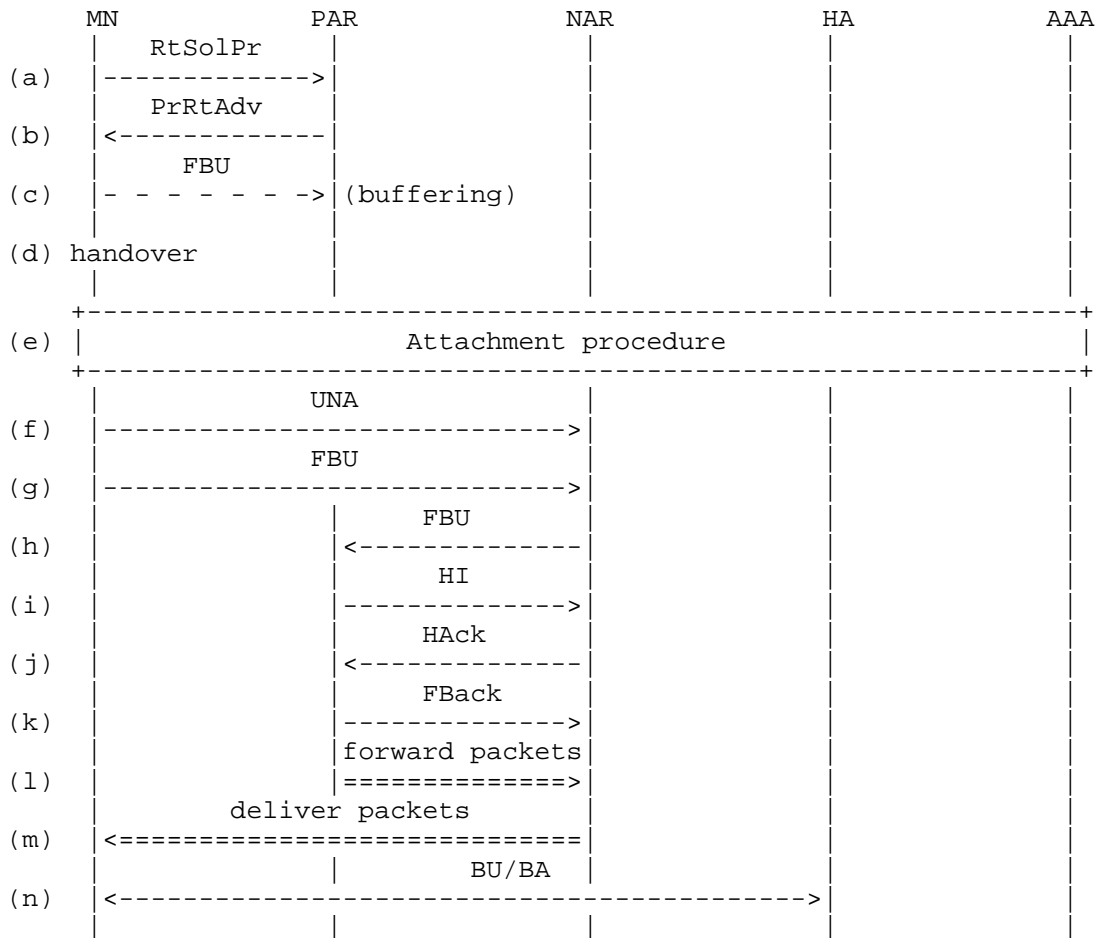 MN PAR NAR HA AAA
RtSolPr
(a)
PrRtAdv
(b)
FBU
(c) (buffering)
(d) handover
(e) Attachment procedure
UNA
(f)
FBU
(g)
FBU
(h)
HI
(i)
HAck
(j)
FBack
(k)
forward packets
(l)
deliver packets
(m)
BU/BA
(n)